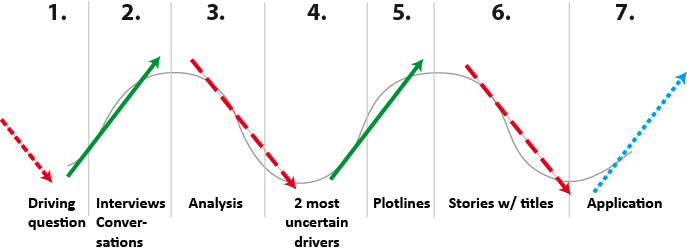 1. 2. 3. 4. 5. 6. 7.
Driving
question
Interviews
Conver-
sations
Analysis
2 most
uncertain
drivers
Plotlines
Stories w/ titles
Application